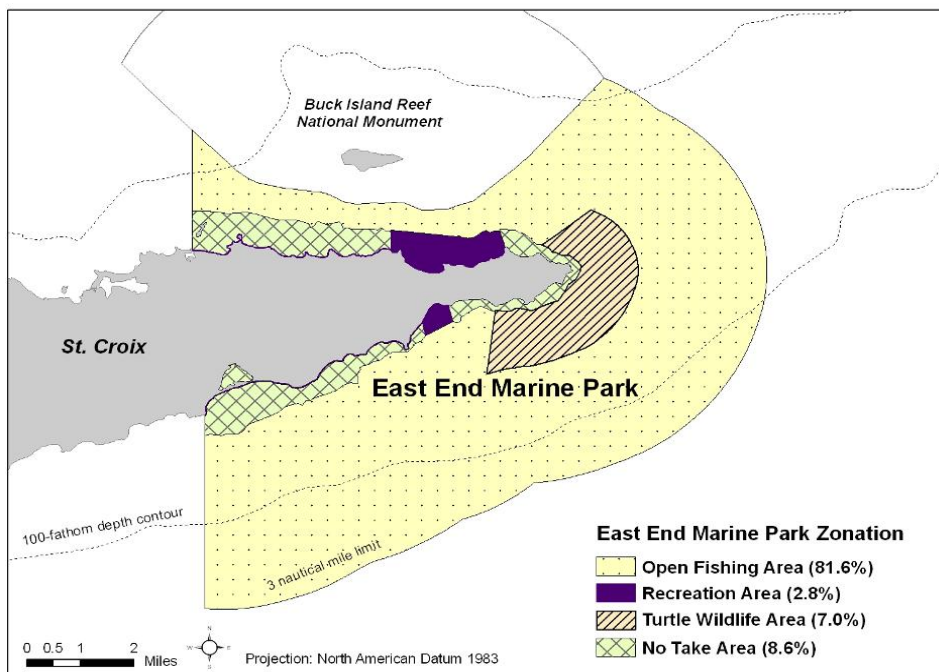 Buck Island Reef
National Monument
St. Croix
East End Marine Park
100-fathom depth contour
3 nautical-mile limit
East End Marine Park Zonation
Open Fishing Area (81.6%)
Recreation Area (2.8%)
Turtle Wildlife Area (7.0%)
No Take Area (8.6%)
0 0.5 1 2
Miles
N
W E
S
Projection: North American Datum 1983